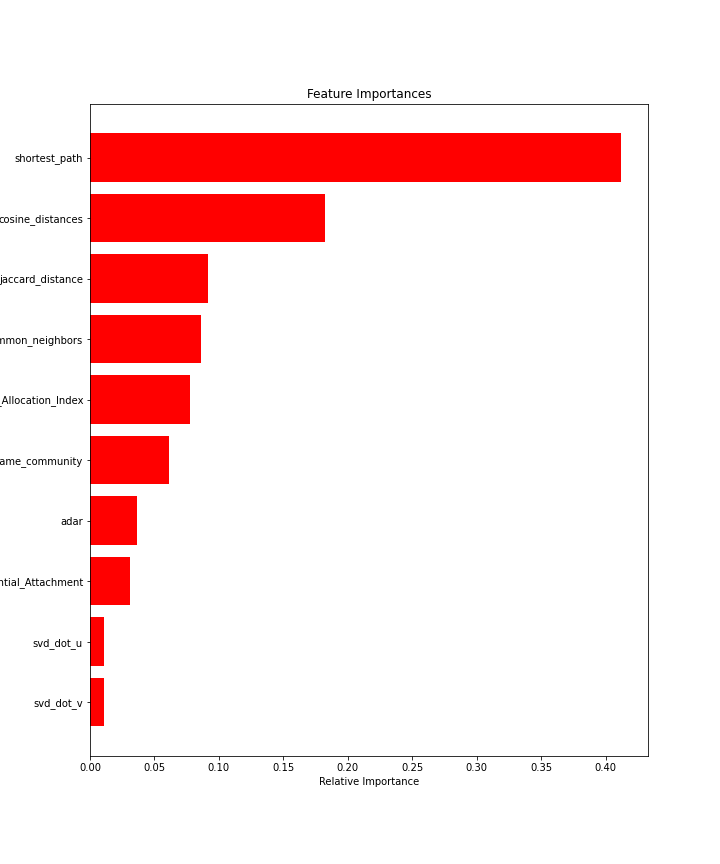 Feature Importances
shortest_path
cosine_distances
jaccard_distance
mmon_neighbors
_Allocation_Index
ame_community
adar
ntial_Attachment
svd_dot_u
svd_dot_v
0.00 0.05 0.10 0.15 0.20 0.25 0.30 0.35 0.40
Relative Importance